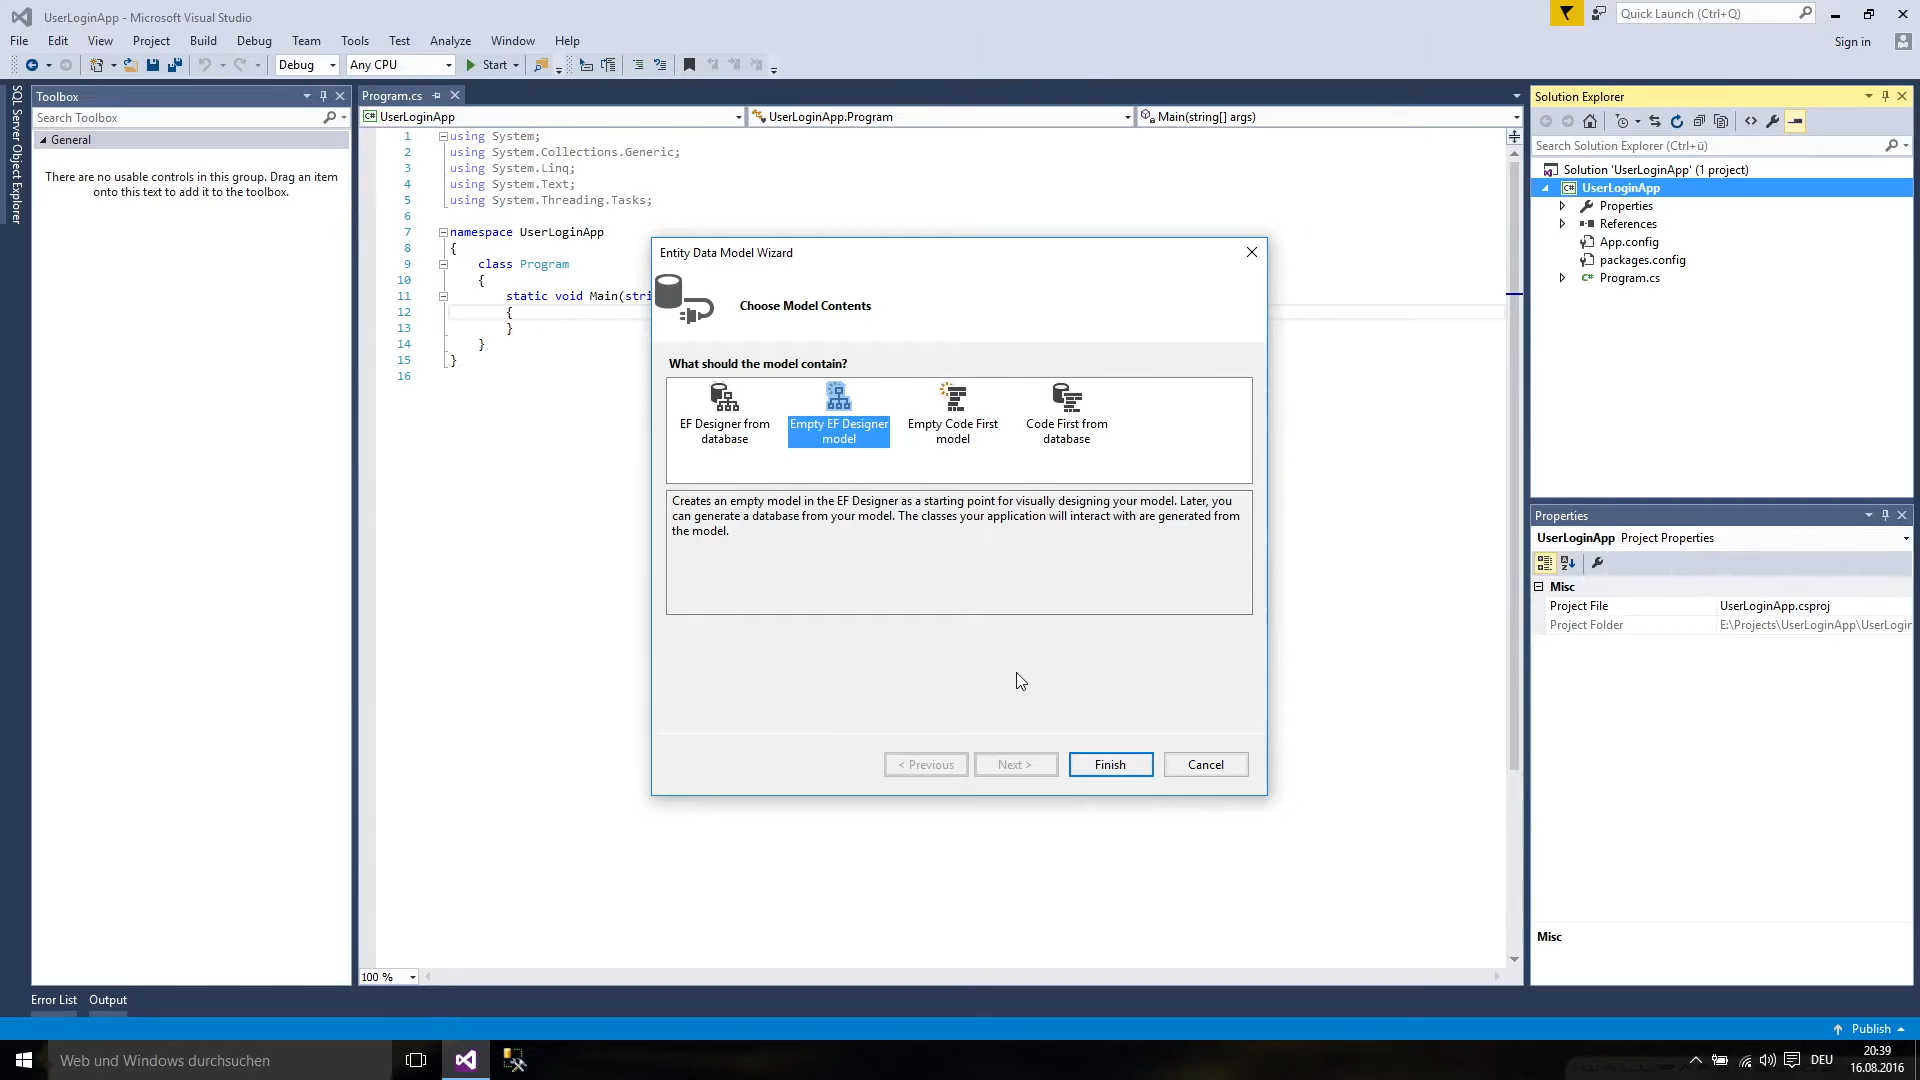 UserLoginApp - Microsoft Visual Studio
Quick Launch (Ctrl+Q)
File Edit View Project Build Debug Team Tools Test Analyze Window Help
Sign in
Debug Any CPU Start
SQL Server Object Explorer
Toolbox
Search Toolbox
General
There are no usable controls in this group. Drag an item
onto this text to add it to the toolbox.
Program.cs
UserLoginApp UserLoginApp.Program Main(string[] args)
1 using System;
2 using System.Collections.Generic;
3 using System.Linq;
4 using System.Text;
5 using System.Threading.Tasks;
6
7 namespace UserLoginApp
8 {
9 class Program
10 {
11 static void Main(stri
12 {
13 }
14 }
15 }
16
100 %
Entity Data Model Wizard
Choose Model Contents
What should the model contain?
EF Designer from
database
Empty EF Designer
model
Empty Code First
model
Code First from
database
Creates an empty model in the EF Designer as a starting point for visually designing your model. Later, you
can generate a database from your model. The classes your application will interact with are generated from
the model.
< Previous Next > Finish Cancel
Solution Explorer
Search Solution Explorer (Ctrl+ü)
Solution 'UserLoginApp' (1 project)
UserLoginApp
Properties
References
App.config
packages.config
Program.cs
Properties
UserLoginApp Project Properties
Misc
Project File UserLoginApp.csproj
Project Folder E:\Projects\UserLoginApp\UserLogin
Misc
Error List Output
Publish
Web und Windows durchsuchen
DEU
20:39
16.08.2016